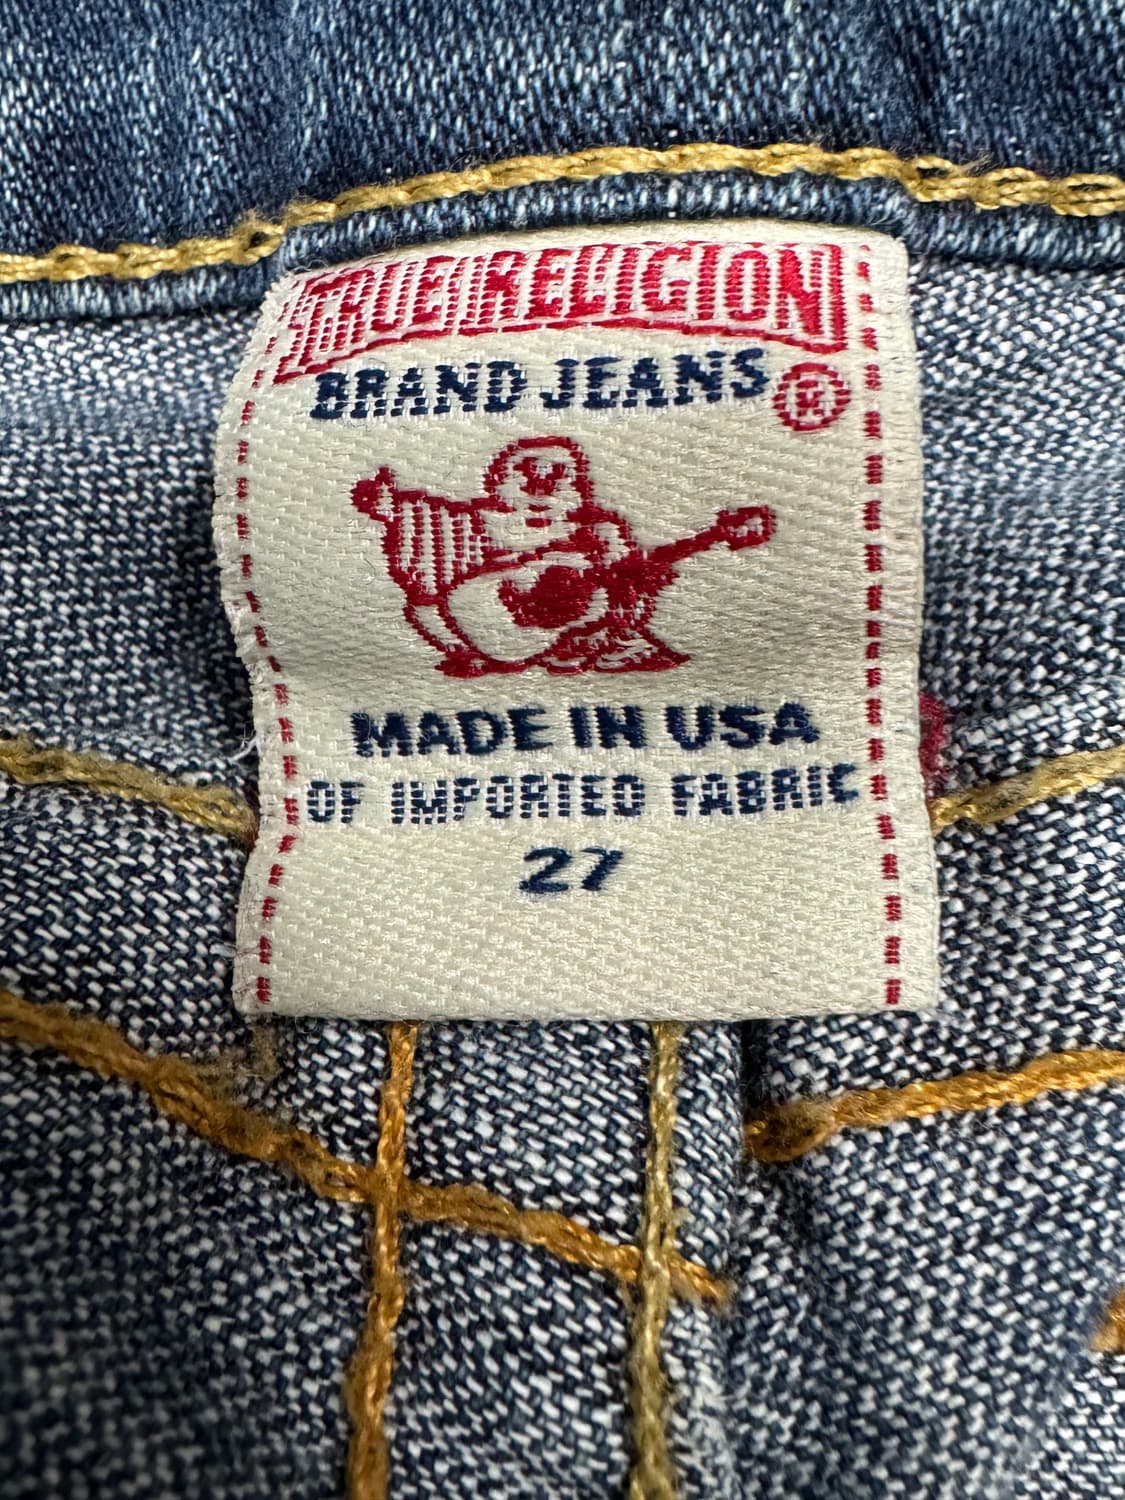 TRUE RELIGION
BRAND JEANS ®
MADE IN USA
OF IMPORTED FABRIC
27